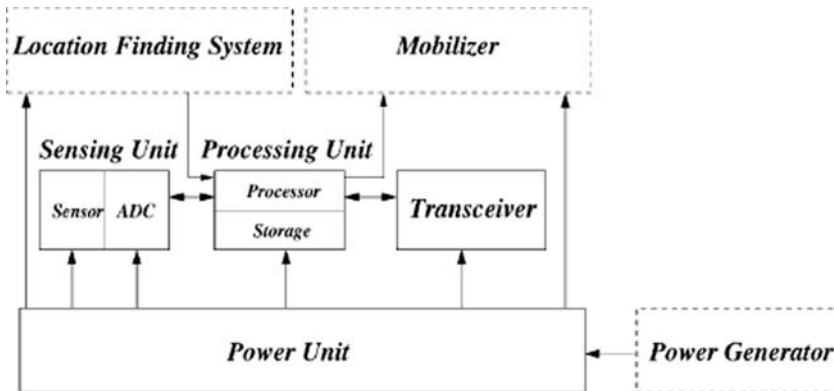 Location Finding System
Mobilizer
Sensing Unit
Processing Unit
Sensor
ADC
Processor
Storage
Transceiver
Power Unit
Power Generator